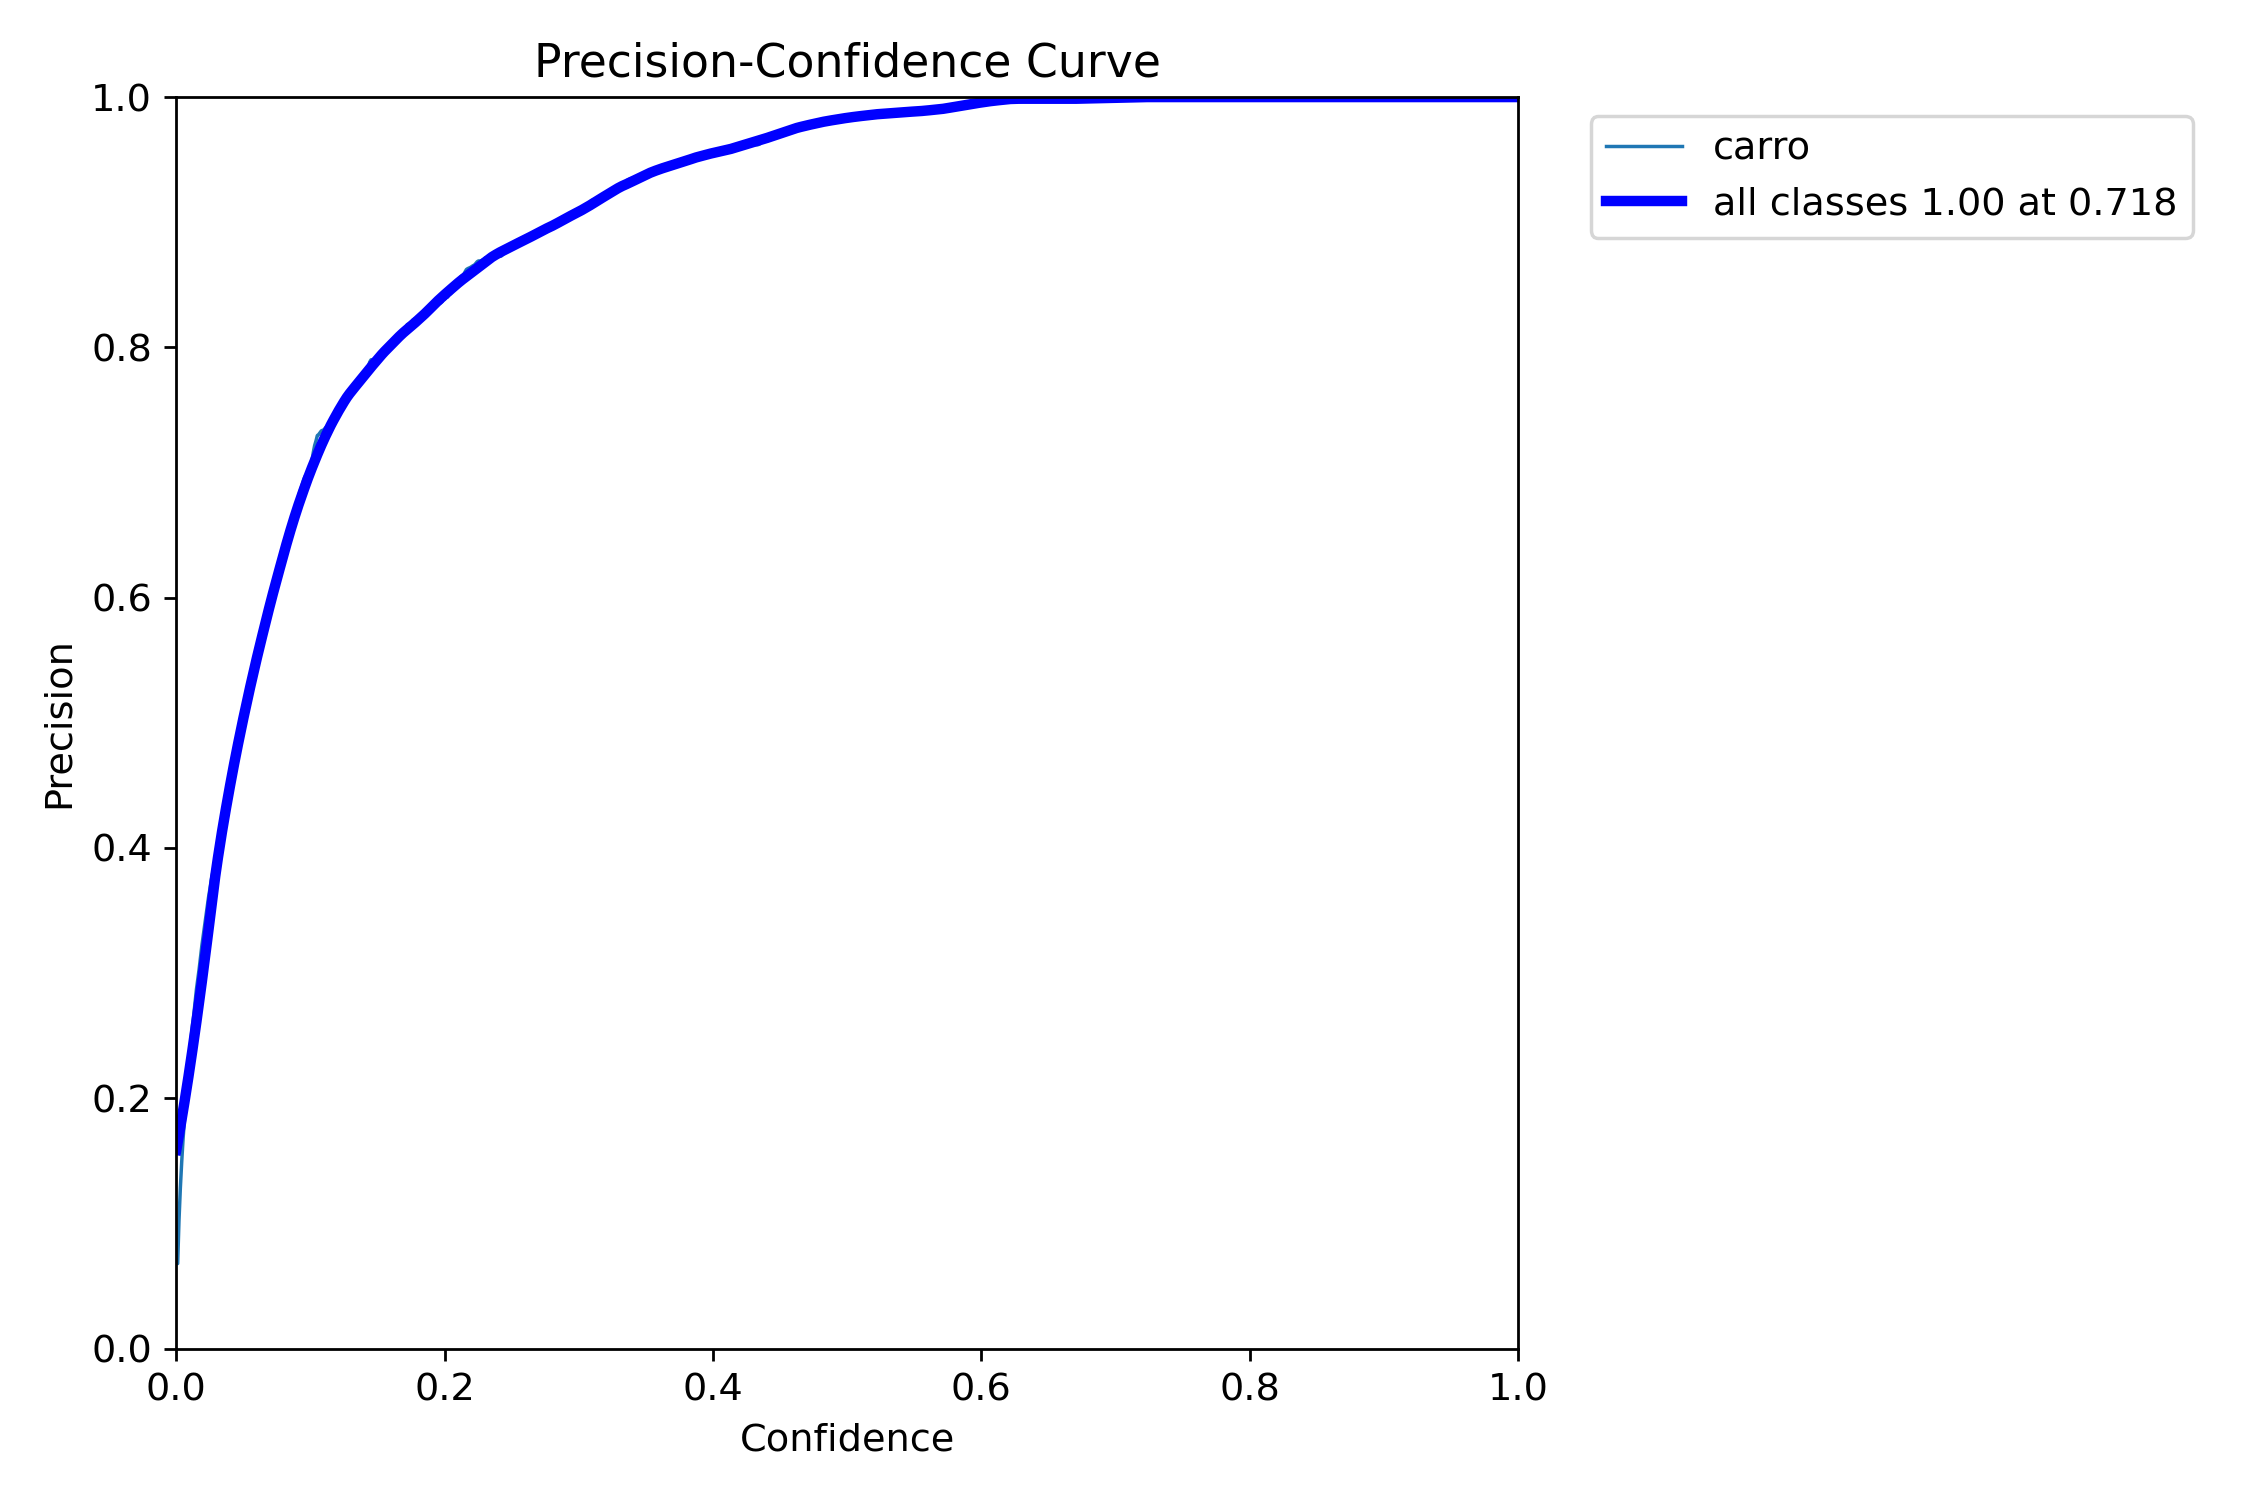 Precision-Confidence Curve
1.0
0.8
0.6
0.4
0.2
0.0
Precision
0.0 0.2 0.4 0.6 0.8 1.0
Confidence
carro
all classes 1.00 at 0.718